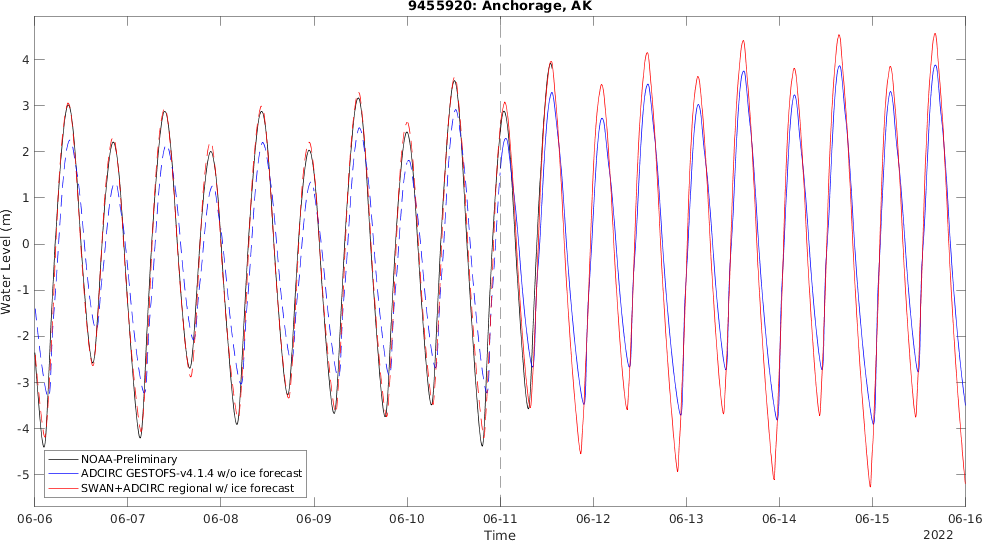 9455920: Anchorage, AK
Water Level (m)
4
3
2
1
0
-1
-2
-3
-4
-5
NOAA-Preliminary
ADCIRC GESTOFS-v4.1.4 w/o ice forecast
SWAN+ADCIRC regional w/ ice forecast
06-06 06-07 06-08 06-09 06-10 06-11 06-12 06-13 06-14 06-15 06-16
Time
2022